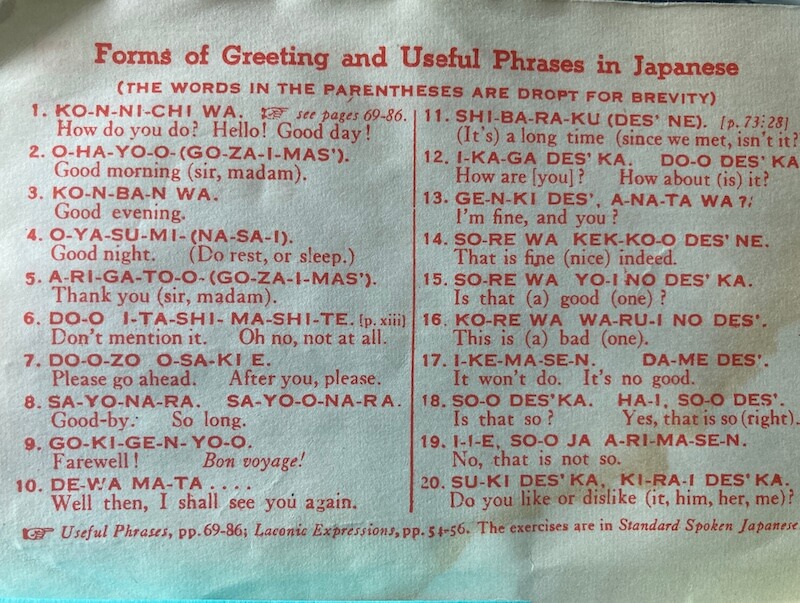 Forms of Greeting and Useful Phrases in Japanese
(THE WORDS IN THE PARENTHESES ARE DROPT FOR BREVITY)
1. KO-N-NI-CHI WA. ☞ see pages 69-86.
How do you do? Hello! Good day!
2. O-HA-YO-O-(GO-ZA-I-MAS').
Good morning (sir, madam).
3. KO-N-BA-N WA.
Good evening.
4. O-YA-SU-MI-(NA-SA-I).
Good night. (Do rest, or sleep.)
5. A-RI-GA-TO-O-(GO-ZA-I-MAS').
Thank you (sir, madam).
6. DO-O I-TA-SHI-MA-SHI-TE. [p. xiii]
Don't mention it. Oh no, not at all.
7. DO-O-ZO O-SA-KI E.
Please go ahead. After you, please.
8. SA-YO-NA-RA. SA-YO-O-NA-RA.
Good-by. So long.
9. GO-KI-GE-N-YO-O.
Farewell! Bon voyage!
10. DE-WA MA-TA ....
Well then, I shall see you again.
11. SHI-BA-RA-KU (DES' NE). [p. 73; 28]
(It's) a long time (since we met, isn't it?
12. I-KA-GA DES' KA. DO-O DES' KA
How are [you]? How about (is) it?
13. GE-N-KI DES', A-NA-TA WA?
I'm fine, and you?
14. SO-RE WA KEK-KO-O DES' NE.
That is fine (nice) indeed.
15. SO-RE WA YO-I NO DES' KA.
Is that (a) good (one)?
16. KO-RE WA WA-RU-I NO DES'.
This is (a) bad (one).
17. I-KE-MA-SE-N. DA-ME DES'.
It won't do. It's no good.
18. SO-O DES' KA. HA-I, SO-O DES'.
Is that so? Yes, that is so (right).
19. I-I-E, SO-O JA A-RI-MA-SE-N.
No, that is not so.
20. SU-KI DES' KA, KI-RA-I DES' KA.
Do you like or dislike (it, him, her, me)?
☞ Useful Phrases, pp. 69-86; Laconic Expressions, pp. 54-56. The exercises are in Standard Spoken Japanese.